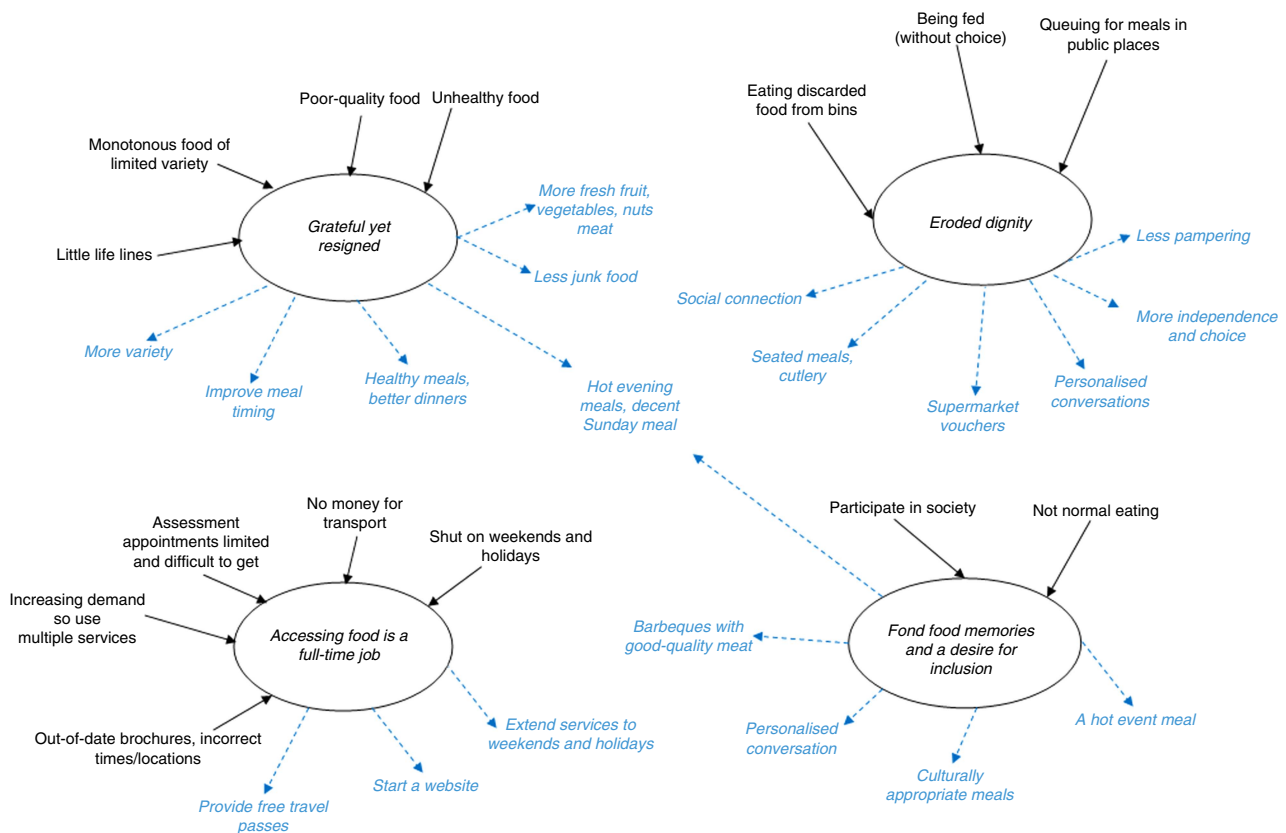 Being fed
(without choice)
Queuing for meals in
public places
Eating discarded
food from bins
Poor-quality food
Unhealthy food
Monotonous food of
limited variety
Little life lines
Grateful yet
resigned
More fresh fruit,
vegetables, nuts
meat
Less junk food
More variety
Improve meal
timing
Healthy meals,
better dinners
Hot evening
meals, decent
Sunday meal
Eroded dignity
Less pampering
Social connection
More independence
and choice
Seated meals,
cutlery
Supermarket
vouchers
Personalised
conversations
No money for
transport
Assessment
appointments limited
and difficult to get
Shut on weekends and
holidays
Increasing demand
so use
multiple services
Accessing food is a
full-time job
Out-of-date brochures, incorrect
times/locations
Extend services to
weekends and holidays
Start a website
Provide free travel
passes
Participate in society
Not normal eating
Fond food memories
and a desire for
inclusion
Barbeques with
good-quality meat
Personalised
conversation
Culturally
appropriate meals
A hot event meal